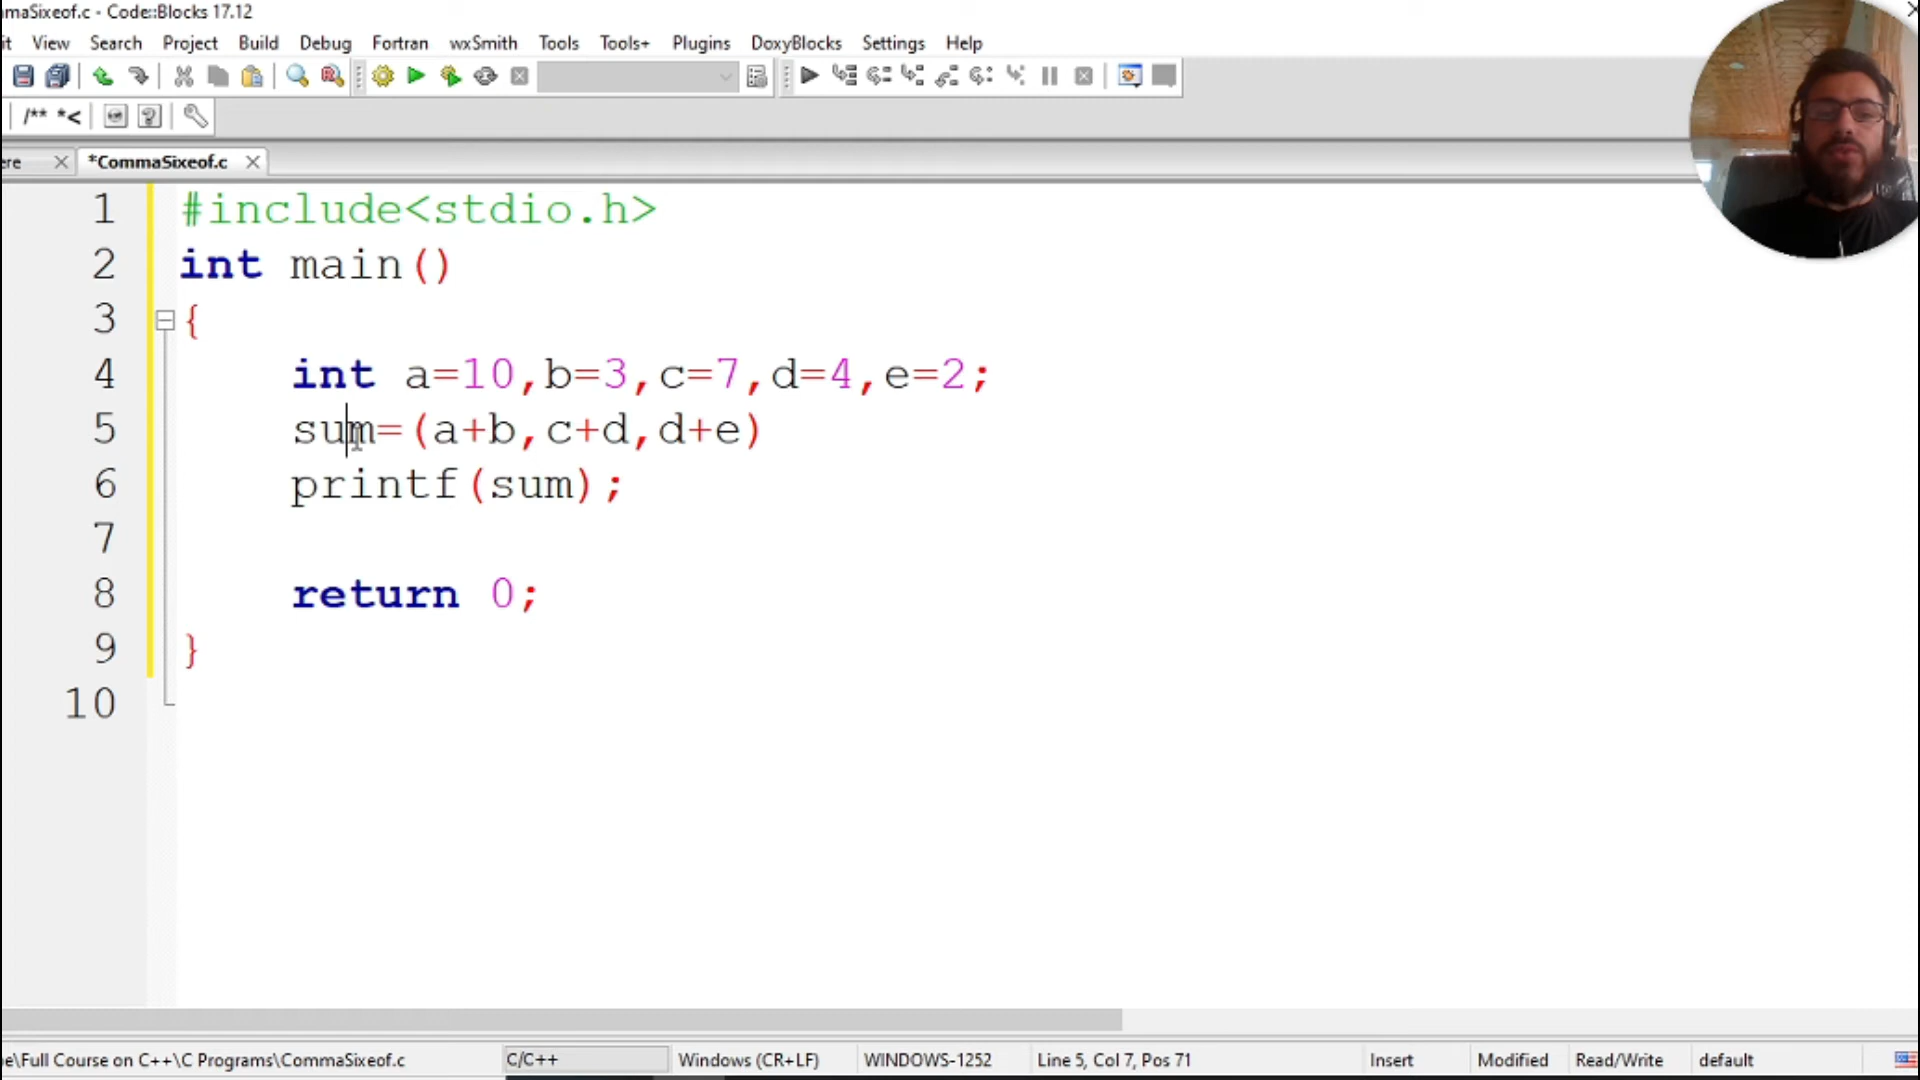 maSixeof.c - Code::Blocks 17.12
it View Search Project Build Debug Fortran wxSmith Tools Tools+ Plugins DoxyBlocks Settings Help
/** *<
ere *CommaSixeof.c
1 #include<stdio.h>
2 int main()
3 {
4 int a=10,b=3,c=7,d=4,e=2;
5 sum=(a+b,c+d,d+e)
6 printf(sum);
7
8 return 0;
9 }
10
e\Full Course on C++\C Programs\CommaSixeof.c C/C++ Windows (CR+LF) WINDOWS-1252 Line 5, Col 7, Pos 71 Insert Modified Read/Write default